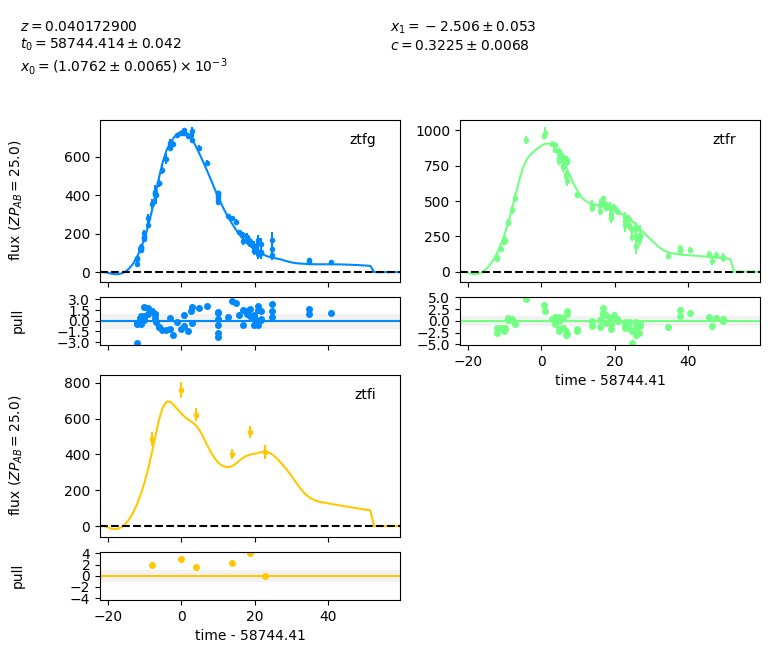 z = 0.040172900
t₀ = 58744.414 ± 0.042
x₀ = (1.0762 ± 0.0065) × 10⁻³
x₁ = −2.506 ± 0.053
c = 0.3225 ± 0.0068
ztfg
flux (ZP_AB = 25.0)
600
400
200
0
pull
3.0
1.5
0.0
−1.5
−3.0
ztfr
1000
750
500
250
0
5.0
2.5
0.0
−2.5
−5.0
−20 0 20 40
time - 58744.41
ztfi
flux (ZP_AB = 25.0)
800
600
400
200
0
pull
4
2
0
−2
−4
−20 0 20 40
time - 58744.41